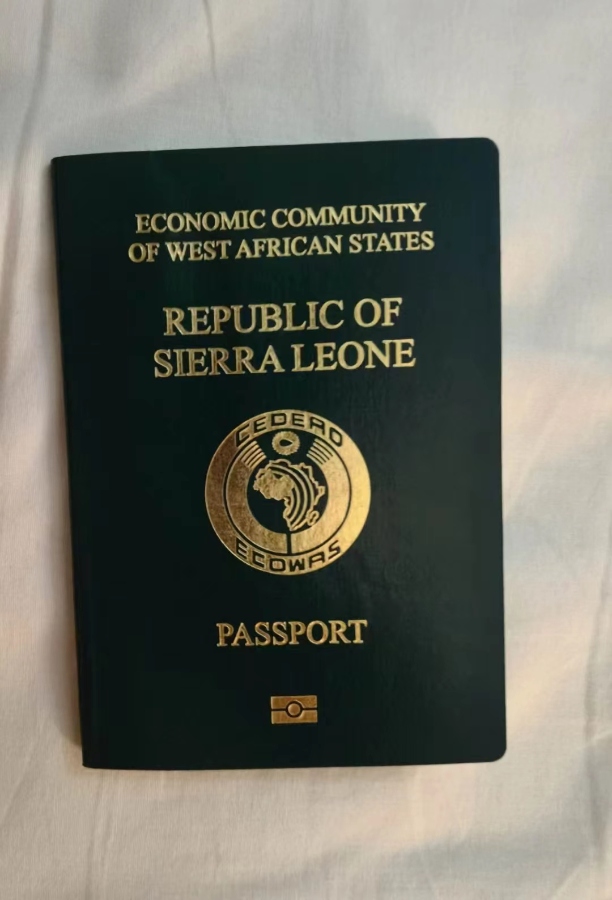 ECONOMIC COMMUNITY
OF WEST AFRICAN STATES
REPUBLIC OF
SIERRA LEONE
CEDEAO
ECOWAS
PASSPORT